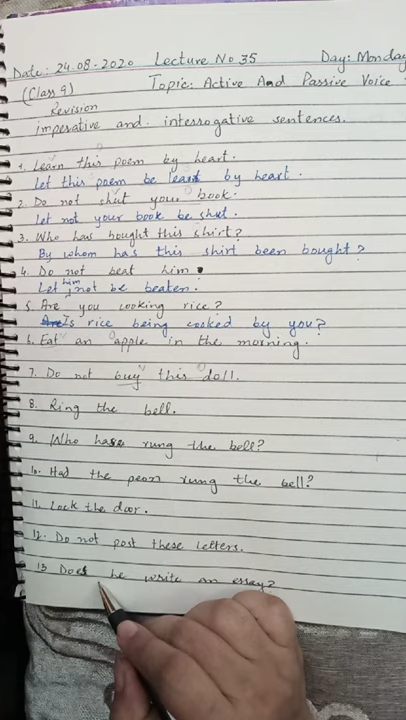 Date: 24.08.2020 Lecture No 35 Day: Monday
(Class 9) Topic: Active And Passive Voice.
Revision
imperative and interrogative sentences.
1. Learn this poem by heart.
Let this poem be learnt by heart.
2. Do not shut your book.
Let not your book be shut.
3. Who has bought this shirt?
By whom has this shirt been bought?
4. Do not beat him.
Let him not be beaten.
5. Are you cooking rice?
Is rice being cooked by you?
6. Eat an apple in the morning.
7. Do not buy this doll.
8. Ring the bell.
9. Who has rung the bell?
10. Had the peon rung the bell?
11. Lock the door.
12. Do not post these letters.
13 Does he write an essay?